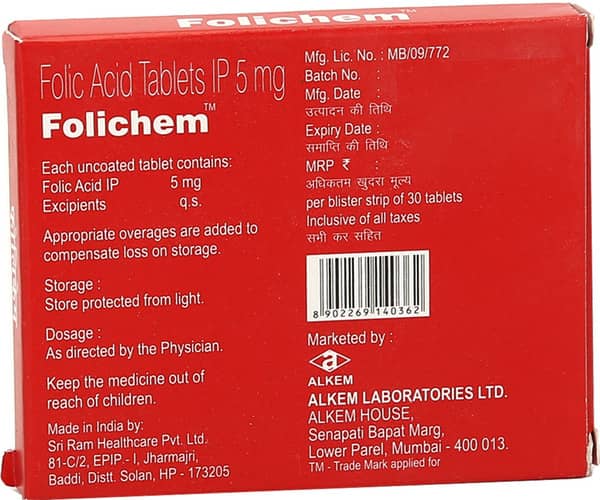 Folic Acid Tablets IP 5 mg
Folichem™
Each uncoated tablet contains:
Folic Acid IP 5 mg
Excipients q.s.
Appropriate overages are added to
compensate loss on storage.
Storage :
Store protected from light.
Dosage :
As directed by the Physician.
Keep the medicine out of
reach of children.
Made in India by:
Sri Ram Healthcare Pvt. Ltd.
81-C/2, EPIP.- I, Jharmajri,
Baddi, Distt. Solan, HP - 173205
Mfg. Lic. No. : MB/09/772
Batch No. :
Mfg. Date :
उत्पादन की तिथि
Expiry Date :
समाप्ति की तिथि
MRP ₹ :
अधिकतम खुदरा मूल्य
per blister strip of 30 tablets
Inclusive of all taxes
सभी कर सहित
8 902269 140362
Marketed by :
ALKEM
ALKEM LABORATORIES LTD.
ALKEM HOUSE,
Senapati Bapat Marg,
Lower Parel, Mumbai - 400 013.
TM - Trade Mark applied for